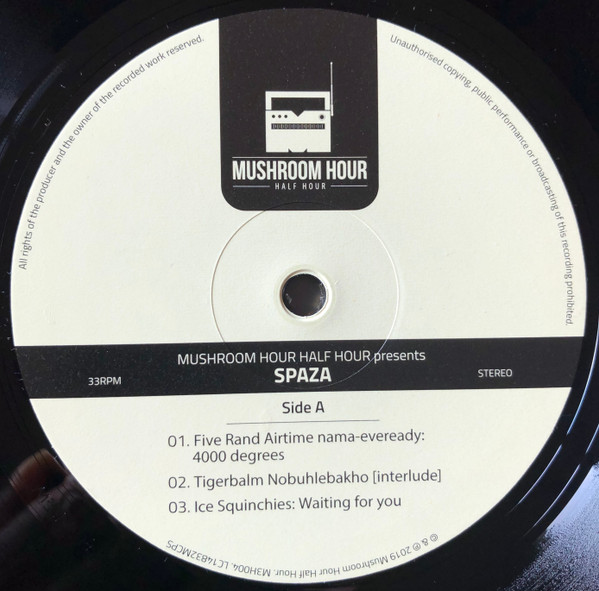 All rights of the producer and the owner of the recorded work reserved.
Unauthorised copying, public performance or broadcasting of this recording prohibited.
MUSHROOM HOUR
HALF HOUR
MUSHROOM HOUR HALF HOUR presents
33RPM SPAZA STEREO
Side A
01. Five Rand Airtime nama-eveready:
4000 degrees
02. Tigerbalm Nobuhlebakho [interlude]
03. Ice Squinchies: Waiting for you
© & ℗ 2019 Mushroom Hour Half Hour. M3H004. LC14832MCPS